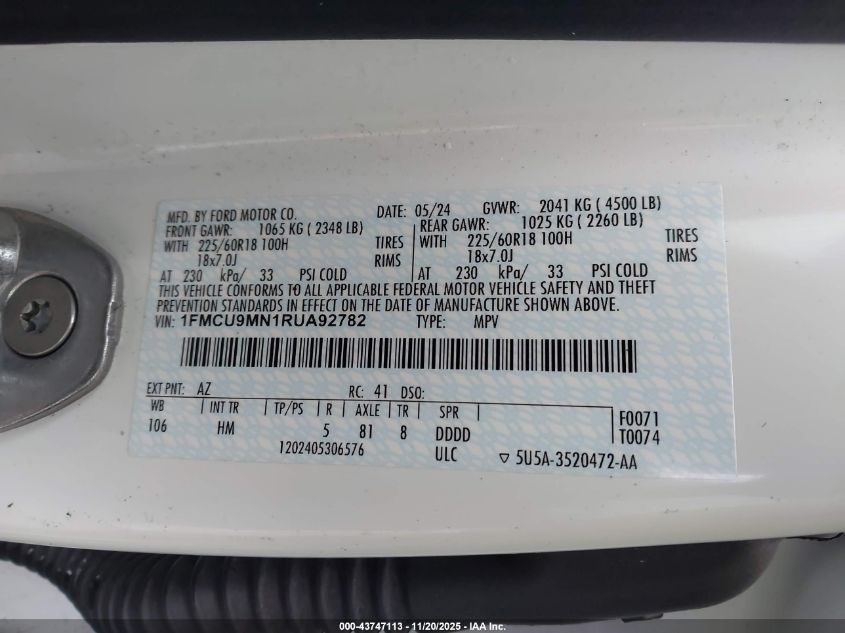 MFD. BY FORD MOTOR CO. DATE: 05/24 GVWR: 2041 KG ( 4500 LB)
FRONT GAWR: 1065 KG ( 2348 LB) REAR GAWR: 1025 KG ( 2260 LB)
WITH 225/60R18 100H TIRES WITH 225/60R18 100H TIRES
18x7.0J RIMS 18x7.0J RIMS
AT 230 kPa/ 33 PSI COLD AT 230 kPa/ 33 PSI COLD
THIS VEHICLE CONFORMS TO ALL APPLICABLE FEDERAL MOTOR VEHICLE SAFETY AND THEFT
PREVENTION STANDARDS IN EFFECT ON THE DATE OF MANUFACTURE SHOWN ABOVE.
VIN: 1FMCU9MN1RUA92782 TYPE: MPV
EXT PNT: AZ RC: 41 DSO:
WB INT TR TP/PS R AXLE TR SPR F0071
106 HM 5 81 8 DDDD T0074
1202405306576 ULC ▽ 5U5A-3520472-AA
000-43747113 - 11/20/2025 - IAA Inc.